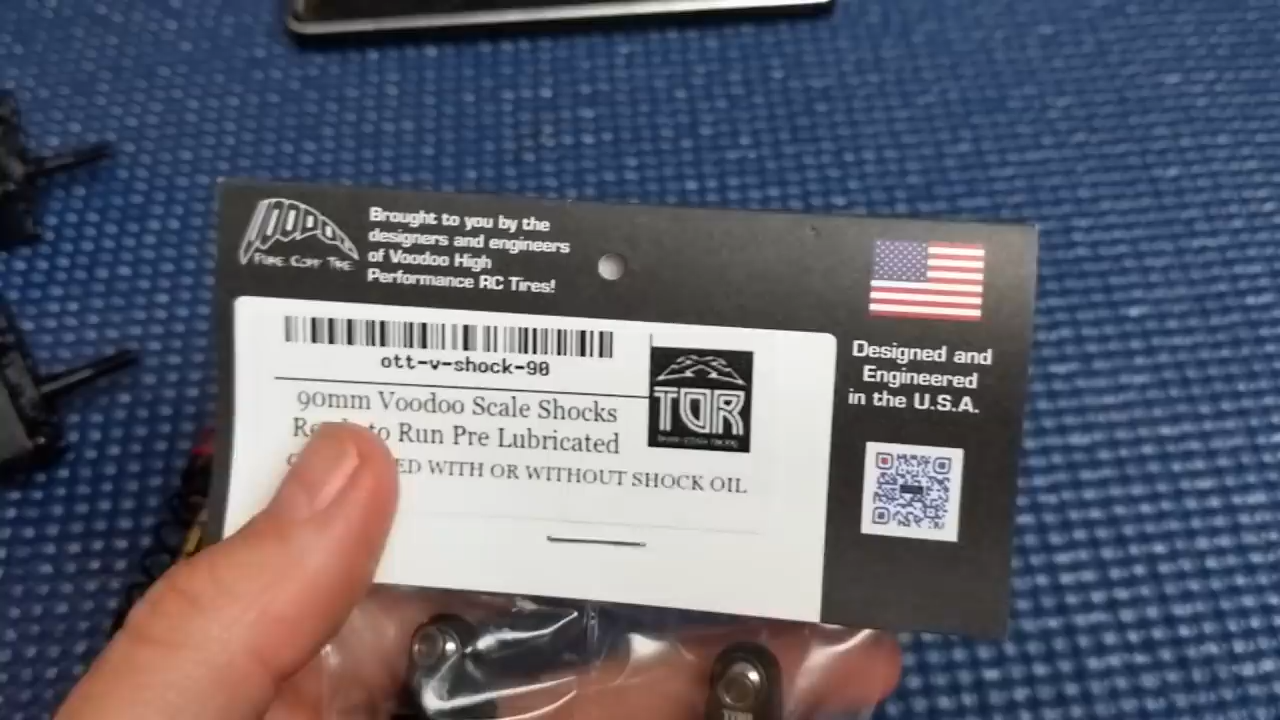 VOODOO
Brought to you by the
designers and engineers
of Voodoo High
Performance RC Tires!
ott-v-shock-90
90mm Voodoo Scale Shocks
to Run Pre Lubricated
WITH OR WITHOUT SHOCK OIL
TOR
Designed and
Engineered
in the U.S.A.